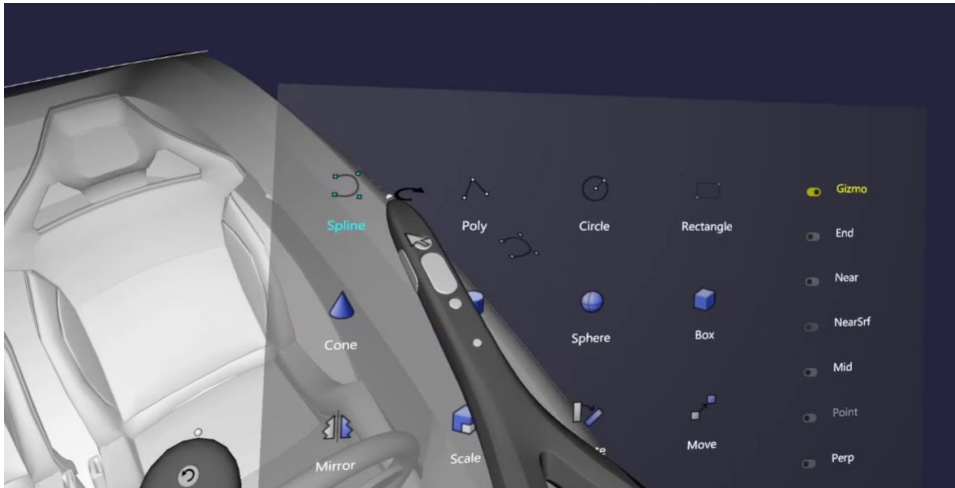 Spline
Poly
Circle
Rectangle
Cone
Sphere
Box
Mirror
Scale
Move
Gizmo
End
Near
NearSrf
Mid
Point
Perp